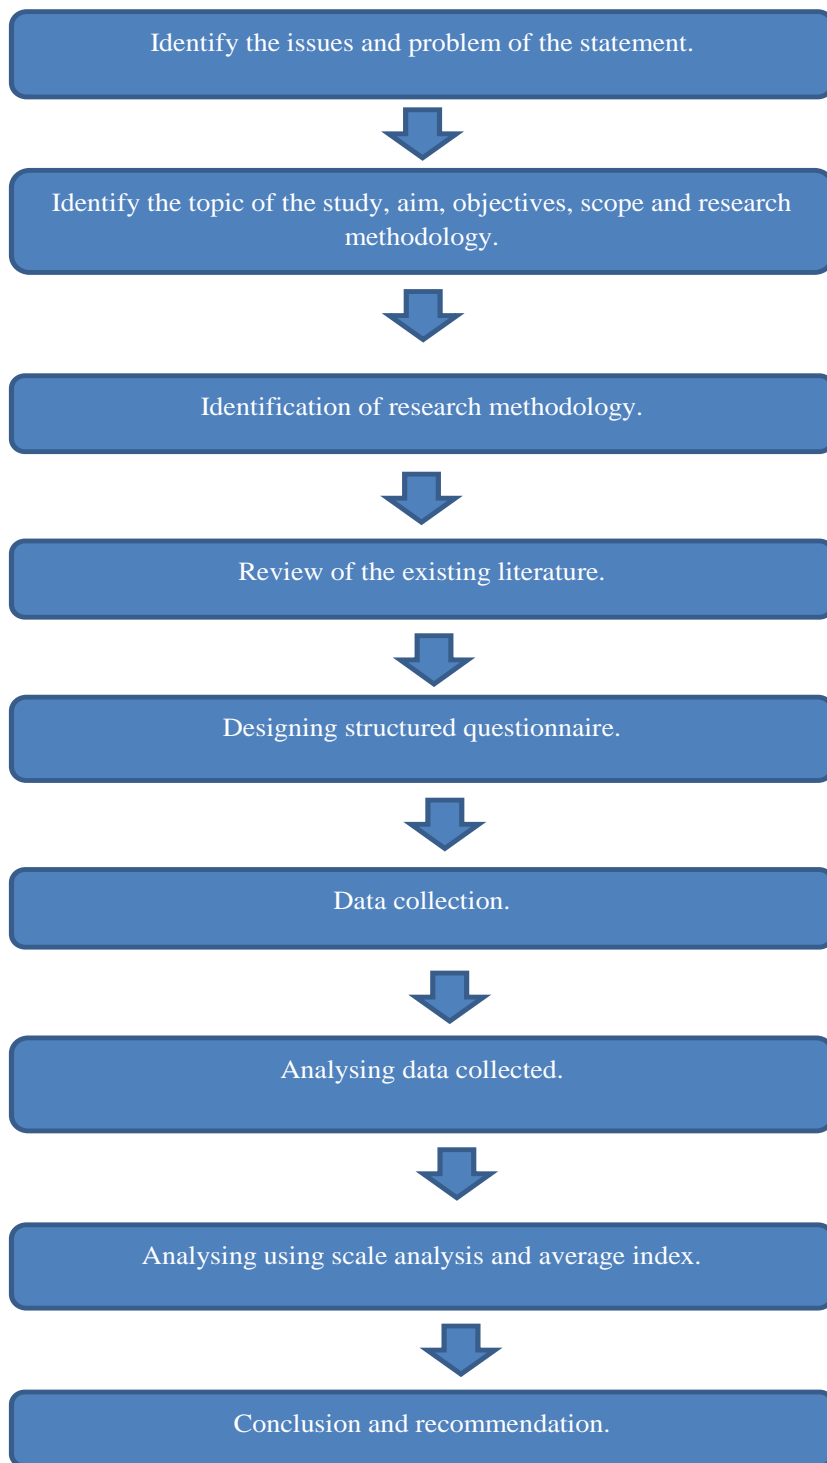 Identify the issues and problem of the statement.
Identify the topic of the study, aim, objectives, scope and research
methodology.
Identification of research methodology.
Review of the existing literature.
Designing structured questionnaire.
Data collection.
Analysing data collected.
Analysing using scale analysis and average index.
Conclusion and recommendation.